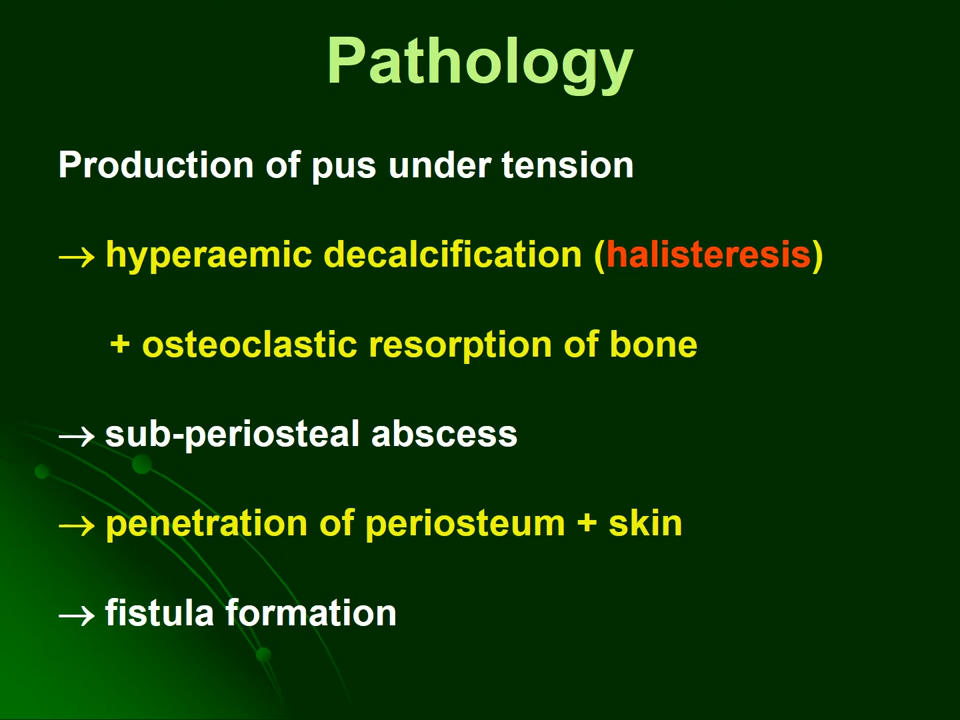 Pathology
Production of pus under tension
→ hyperaemic decalcification (halisteresis)
+ osteoclastic resorption of bone
→ sub-periosteal abscess
→ penetration of periosteum + skin
→ fistula formation